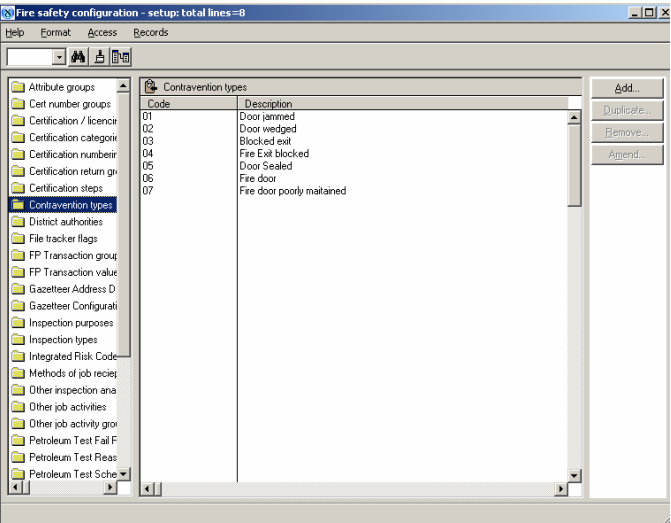 Fire safety configuration - setup: total lines=8
Help Format Access Records
Attribute groups
Cert number groups
Certification / licencin
Certification categorie
Certification numberin
Certification return gro
Certification steps
Contravention types
District authorities
File tracker flags
FP Transaction group
FP Transaction value
Gazetteer Address D
Gazetteer Configurati
Inspection purposes
Inspection types
Integrated Risk Code
Methods of job reciep
Other inspection ana
Other job activities
Other job activity grou
Petroleum Test Fail F
Petroleum Test Reas
Petroleum Test Sche
Contravention types
Code Description
01 Door jammed
02 Door wedged
03 Blocked exit
04 Fire Exit blocked
05 Door Sealed
06 Fire door
07 Fire door poorly maitained
Add...
Duplicate...
Remove...
Amend...